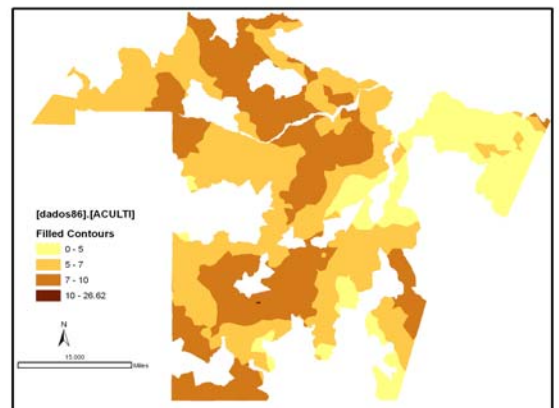 [dados86].[ACULTI]
Filled Contours
0 - 5
5 - 7
7 - 10
10 - 26.62
N
15.000
Miles